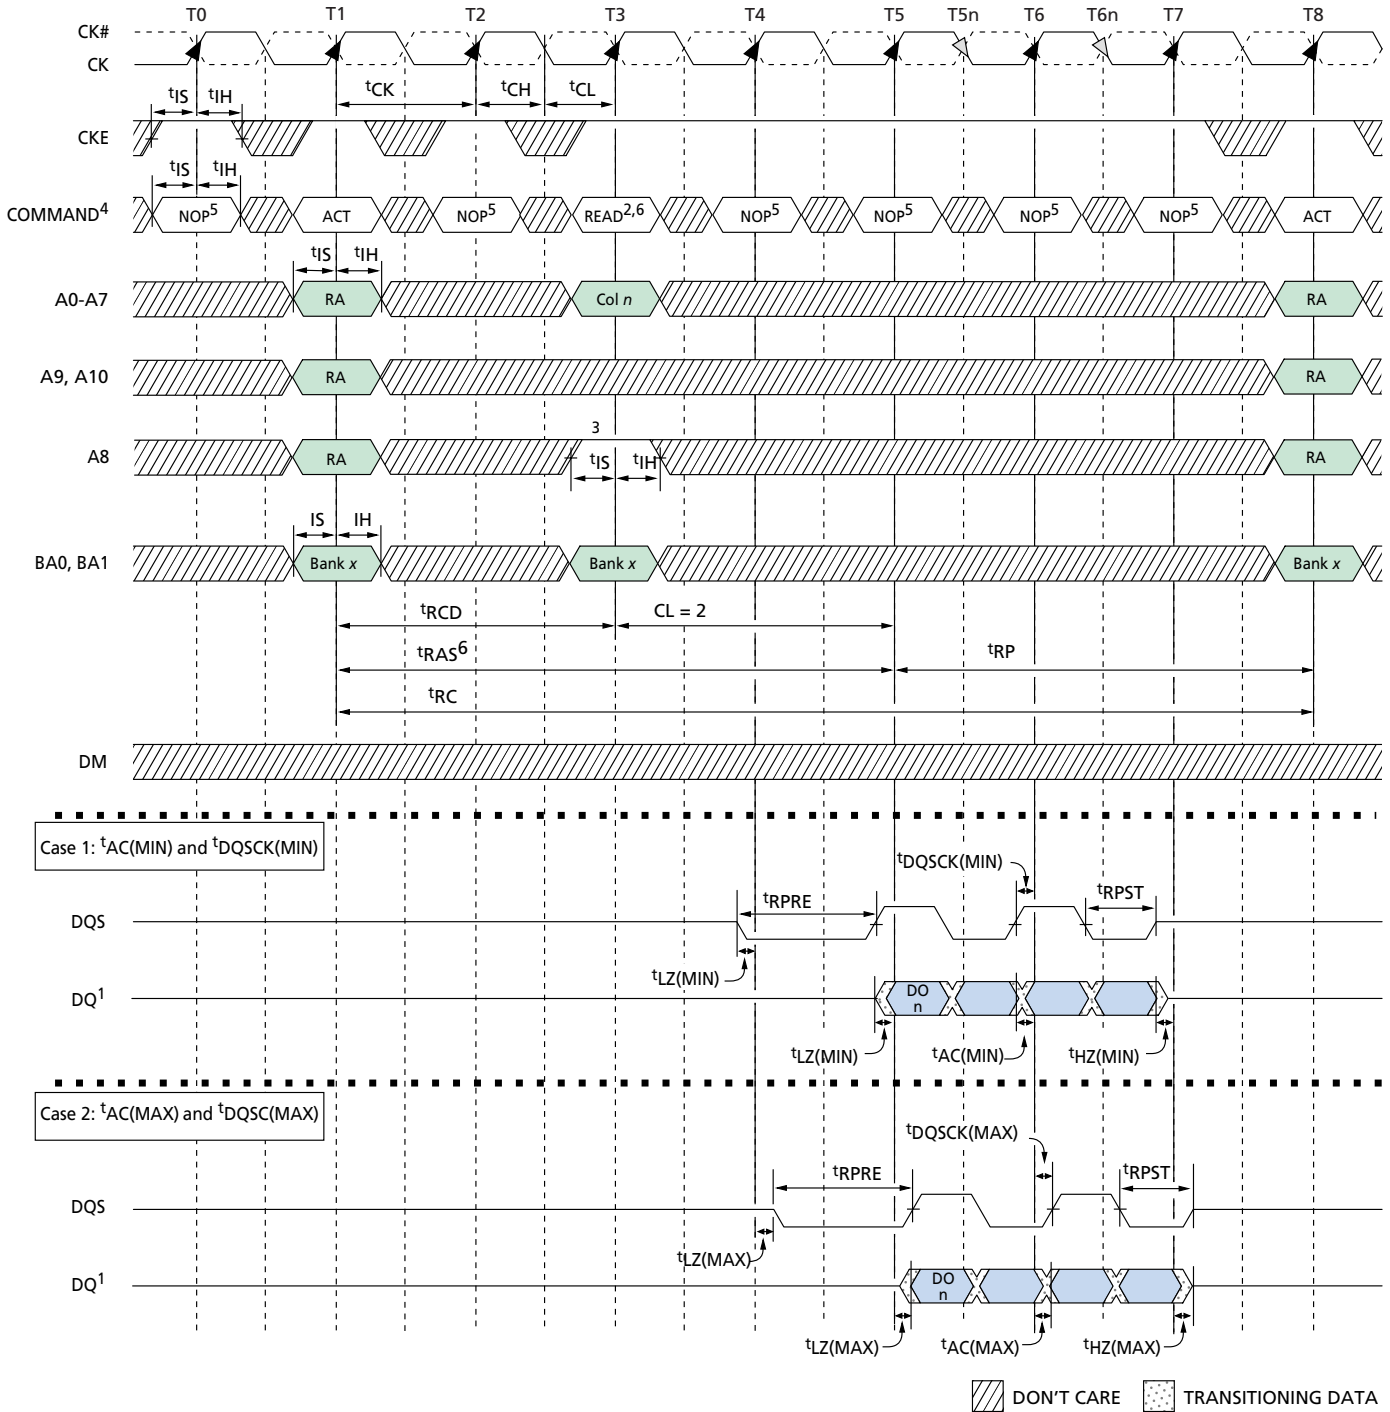 T0 T1 T2 T3 T4 T5 T5n T6 T6n T7 T8
CK#
CK
tIS tIH tCK tCH tCL
CKE
tIS tIH
COMMAND4 NOP5 ACT NOP5 READ2,6 NOP5 NOP5 NOP5 NOP5 ACT
tIS tIH
A0-A7 RA Col n RA
A9, A10 RA RA
3
A8 RA tIS tIH RA
IS IH
BA0, BA1 Bank x Bank x Bank x
tRCD CL = 2
tRAS6 tRP
tRC
DM
Case 1: tAC(MIN) and tDQSCK(MIN)
tDQSCK(MIN)
tRPRE tRPST
DQS
tLZ(MIN)
DQ1 DO
n
tLZ(MIN) tAC(MIN) tHZ(MIN)
Case 2: tAC(MAX) and tDQSC(MAX)
tDQSCK(MAX)
tRPRE tRPST
DQS
tLZ(MAX)
DQ1 DO
n
tLZ(MAX) tAC(MAX) tHZ(MAX)
DON'T CARE TRANSITIONING DATA